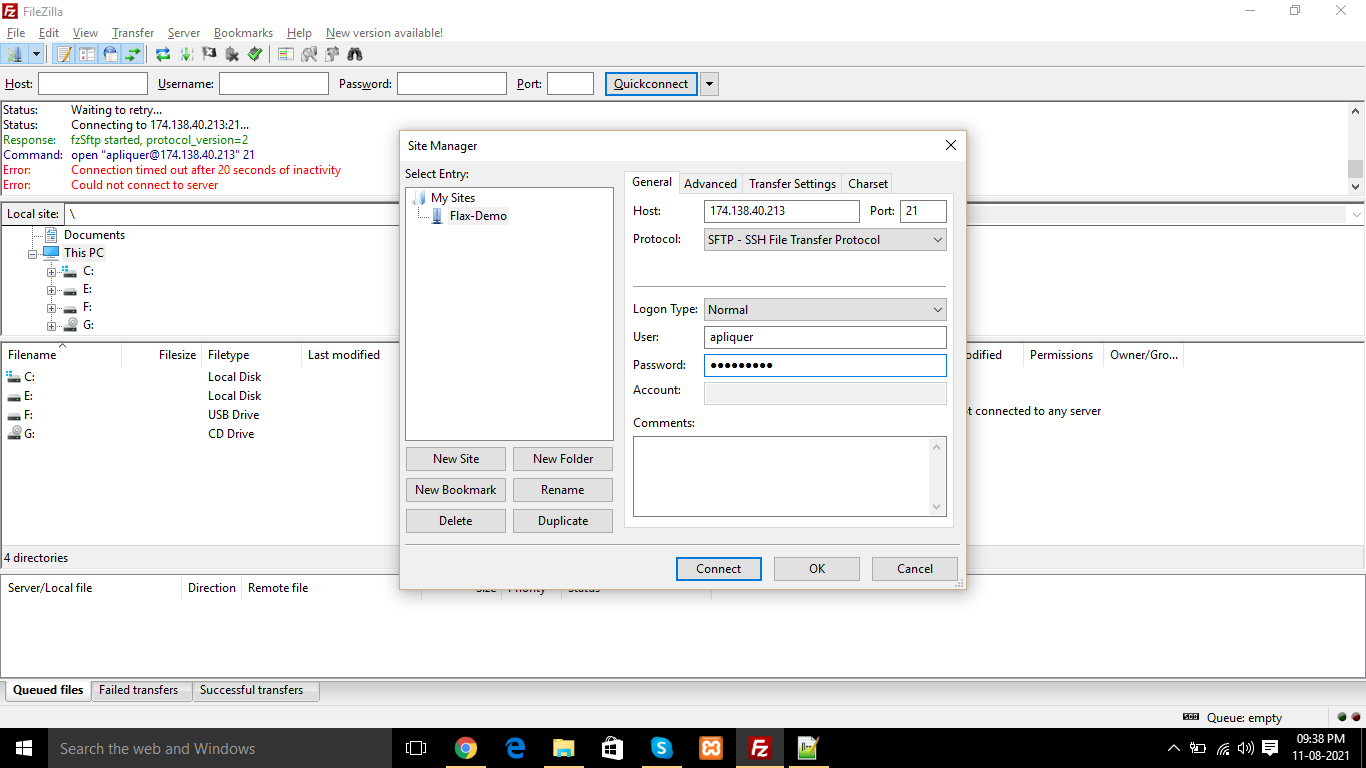 FileZilla
File Edit View Transfer Server Bookmarks Help New version available!
Host: Username: Password: Port: Quickconnect
Status: Waiting to retry...
Status: Connecting to 174.138.40.213:21...
Response: fzSftp started, protocol_version=2
Command: open "apliquer@174.138.40.213" 21
Error: Connection timed out after 20 seconds of inactivity
Error: Could not connect to server
Local site: \
Documents
This PC
C:
E:
F:
G:
Filename Filesize Filetype Last modified
C: Local Disk
E: Local Disk
F: USB Drive
G: CD Drive
4 directories
Site Manager
Select Entry:
My Sites
Flax-Demo
New Site New Folder
New Bookmark Rename
Delete Duplicate
General Advanced Transfer Settings Charset
Host: 174.138.40.213 Port: 21
Protocol: SFTP - SSH File Transfer Protocol
Logon Type: Normal
User: apliquer
Password: ●●●●●●●●●
Account:
Comments:
Connect OK Cancel
odified Permissions Owner/Gro...
t connected to any server
Server/Local file Direction Remote file Size Priority Status
Queued files Failed transfers Successful transfers
Queue: empty
Search the web and Windows
09:38 PM
11-08-2021